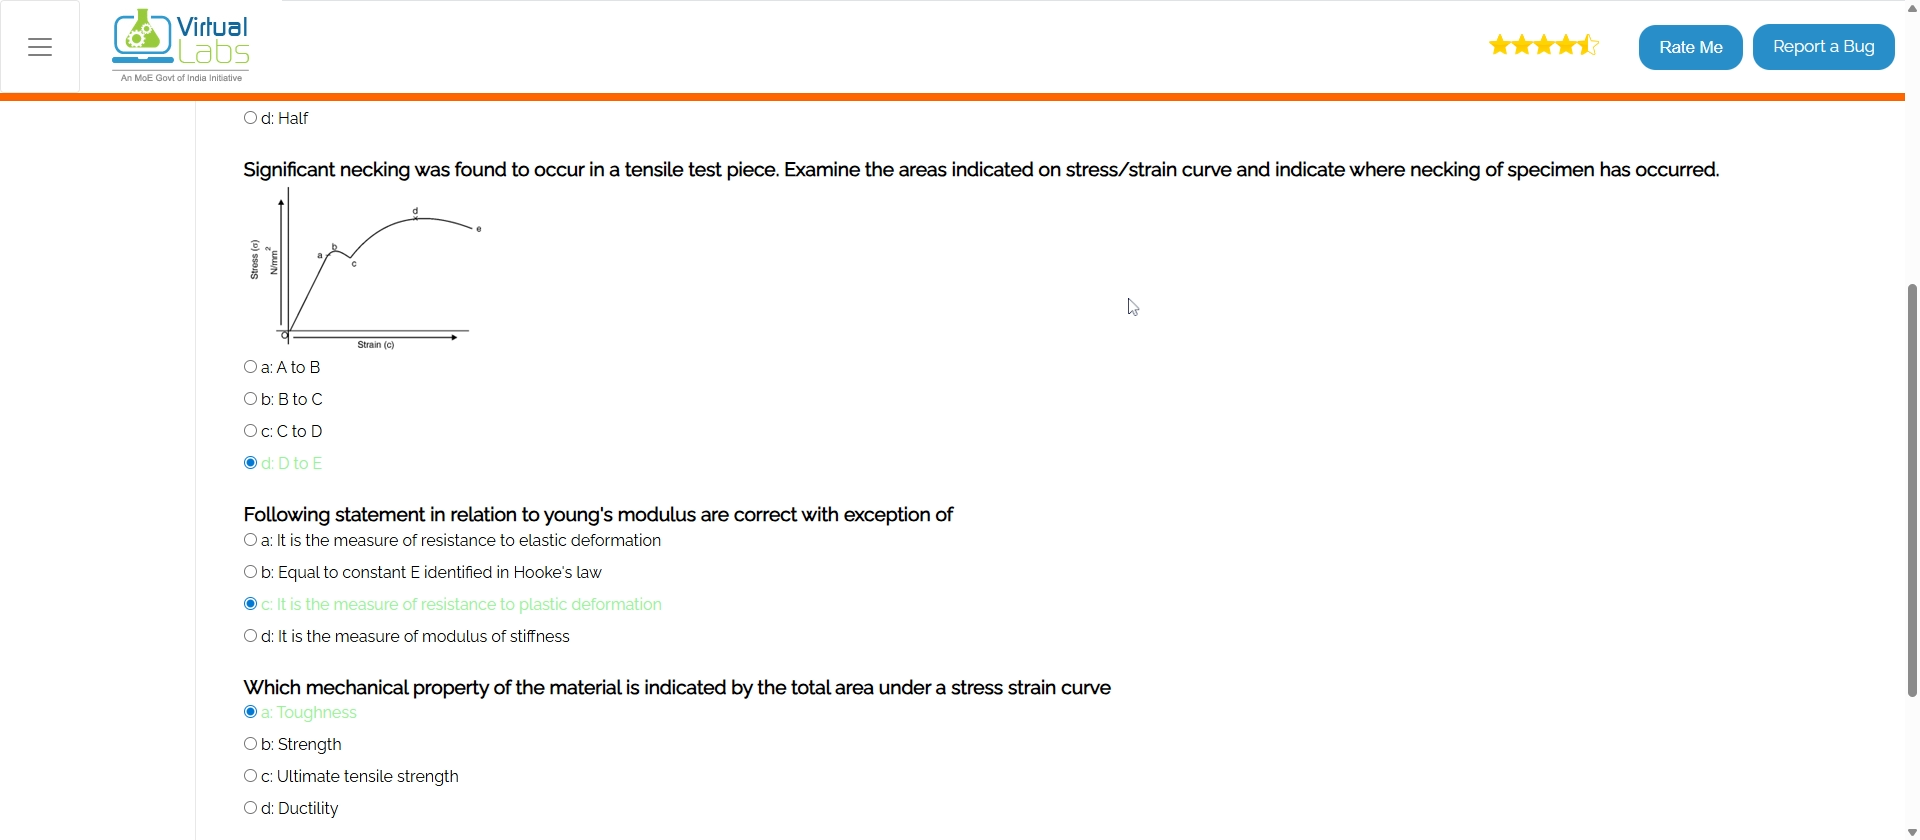 Virtual
Labs
An MoE Govt of India Initiative
Rate Me
Report a Bug
d: Half
Significant necking was found to occur in a tensile test piece. Examine the areas indicated on stress/strain curve and indicate where necking of specimen has occurred.
Stress (σ)
N/mm 2
a
b
c
d
e
O
Strain (c)
a: A to B
b: B to C
c: C to D
d: D to E
Following statement in relation to young's modulus are correct with exception of
a: It is the measure of resistance to elastic deformation
b: Equal to constant E identified in Hooke's law
c: It is the measure of resistance to plastic deformation
d: It is the measure of modulus of stiffness
Which mechanical property of the material is indicated by the total area under a stress strain curve
a: Toughness
b: Strength
c: Ultimate tensile strength
d: Ductility